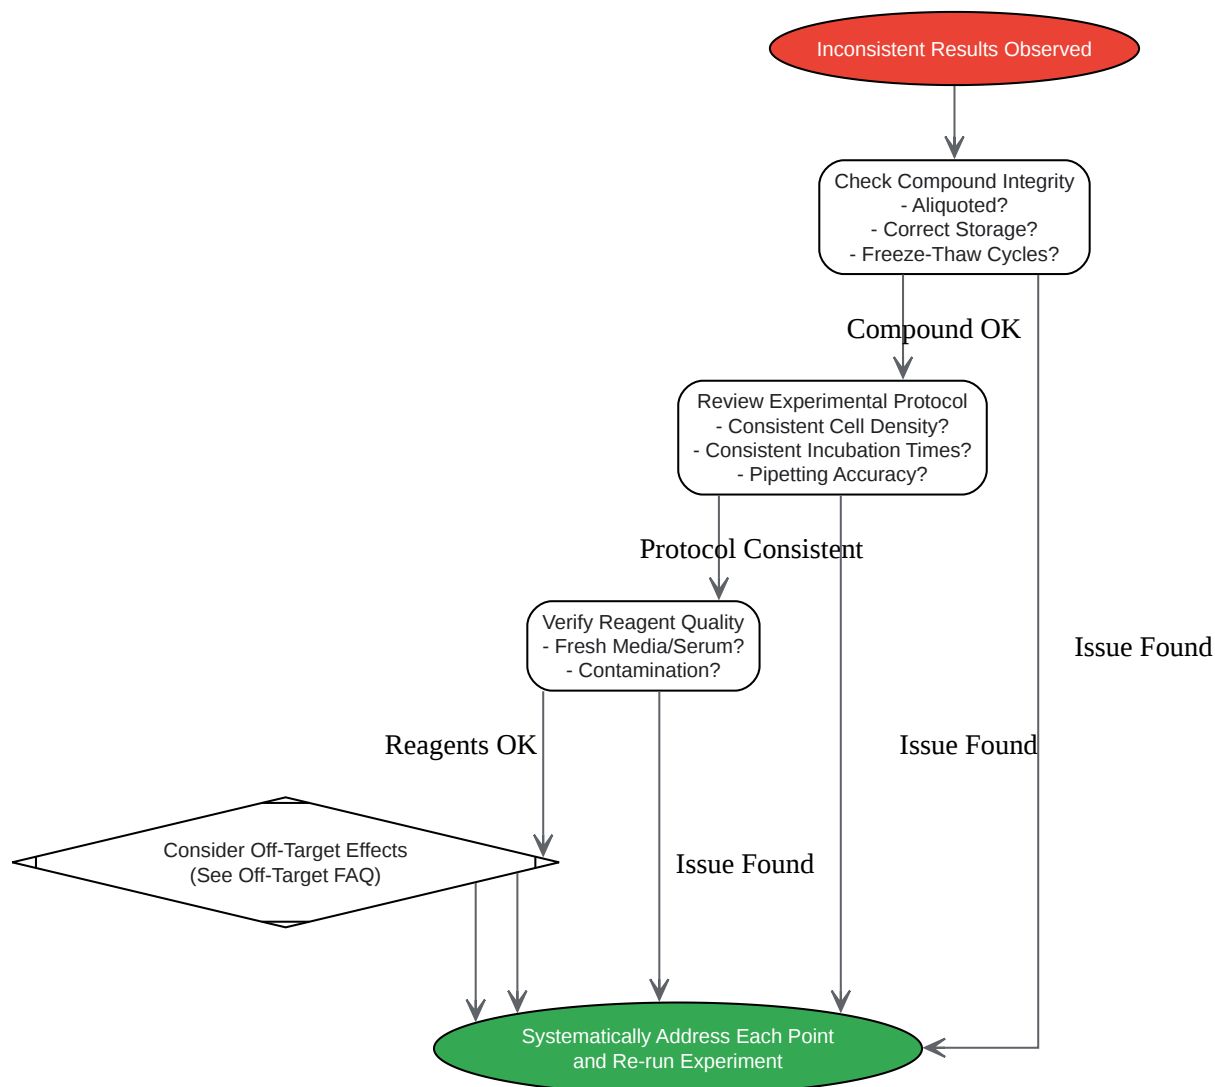 Inconsistent Results Observed
Check Compound Integrity
- Aliquoted?
- Correct Storage?
- Freeze-Thaw Cycles?
Compound OK
Review Experimental Protocol
- Consistent Cell Density?
- Consistent Incubation Times?
- Pipetting Accuracy?
Protocol Consistent
Verify Reagent Quality
- Fresh Media/Serum?
- Contamination?
Issue Found
Reagents OK
Issue Found
Consider Off-Target Effects
(See Off-Target FAQ)
Issue Found
Systematically Address Each Point
and Re-run Experiment